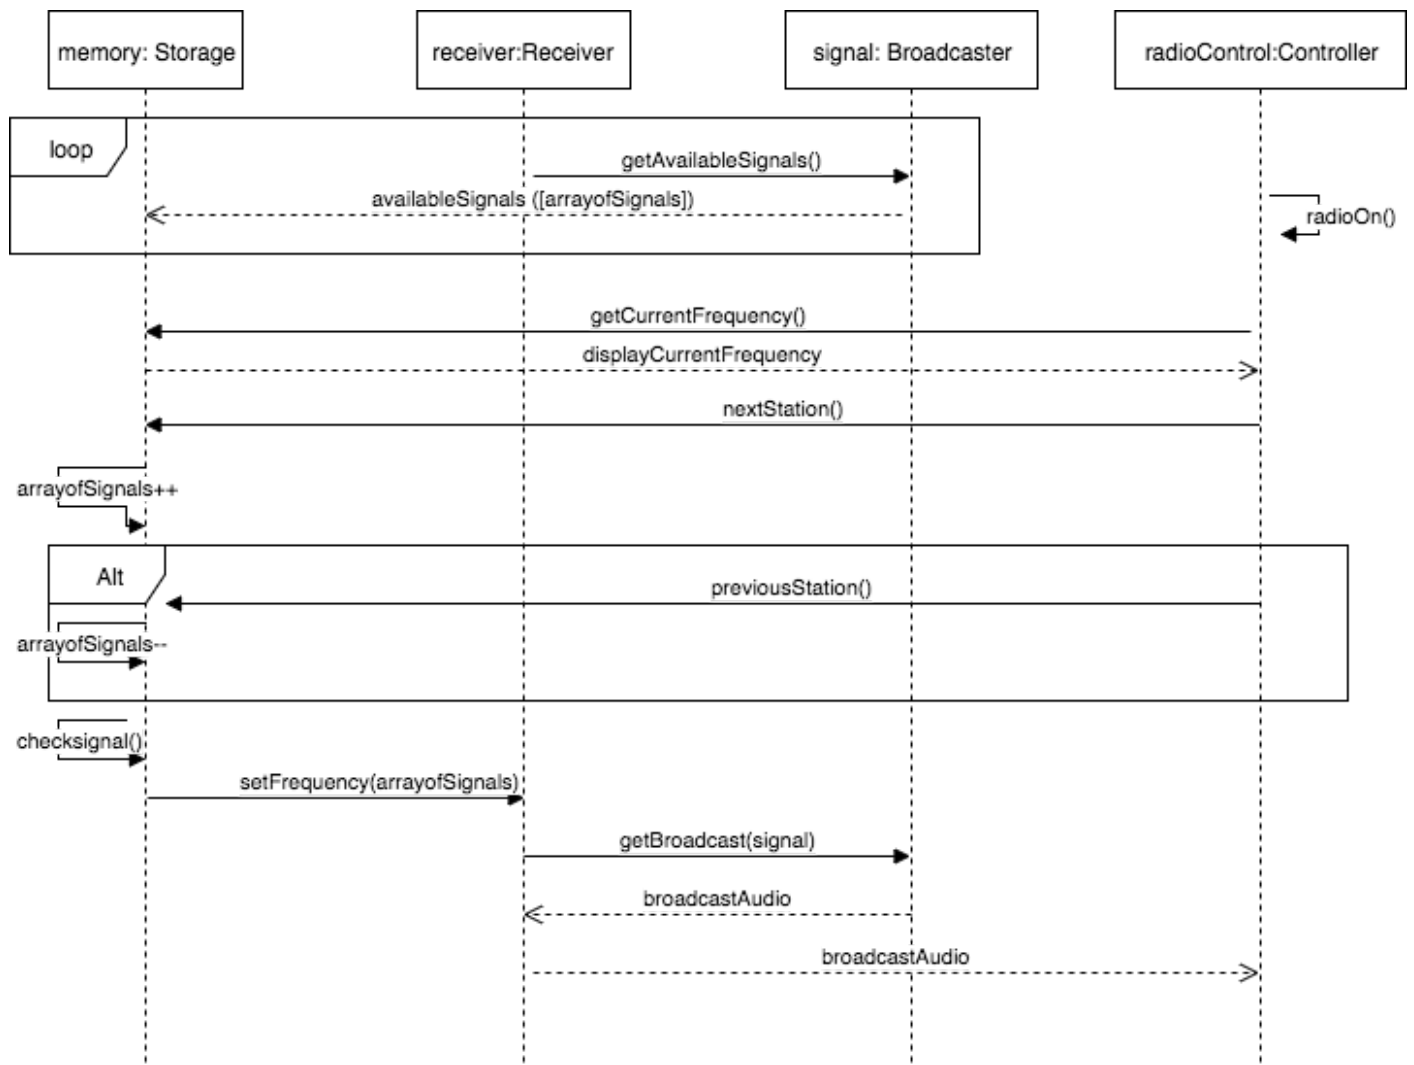 memory: Storage
receiver:Receiver
signal: Broadcaster
radioControl:Controller
loop
getAvailableSignals()
availableSignals ([arrayofSignals])
radioOn()
getCurrentFrequency()
displayCurrentFrequency
nextStation()
arrayofSignals++
Alt
previousStation()
arrayofSignals--
checksignal()
setFrequency(arrayofSignals)
getBroadcast(signal)
broadcastAudio
broadcastAudio